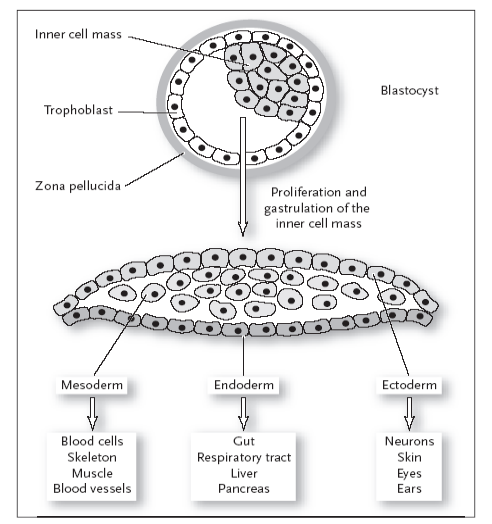 Inner cell mass
Blastocyst
Trophoblast
Zona pellucida
Proliferation and
gastrulation of the
inner cell mass
Mesoderm
Endoderm
Ectoderm
Blood cells
Skeleton
Muscle
Blood vessels
Gut
Respiratory tract
Liver
Pancreas
Neurons
Skin
Eyes
Ears